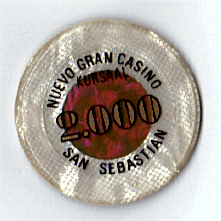 NUEVO GRAN CASINO
KURSAAL
2.000
SAN SEBASTIAN